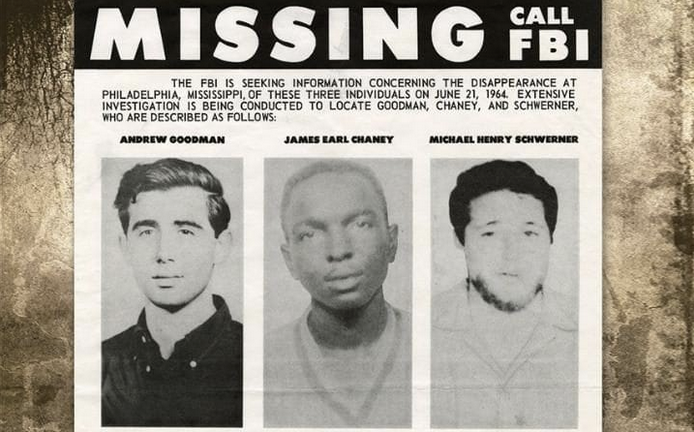 MISSING CALL FBI
THE FBI IS SEEKING INFORMATION CONCERNING THE DISAPPEARANCE AT
PHILADELPHIA, MISSISSIPPI, OF THESE THREE INDIVIDUALS ON JUNE 21, 1964. EXTENSIVE
INVESTIGATION IS BEING CONDUCTED TO LOCATE GOODMAN, CHANEY, AND SCHWERNER,
WHO ARE DESCRIBED AS FOLLOWS:
ANDREW GOODMAN JAMES EARL CHANEY MICHAEL HENRY SCHWERNER